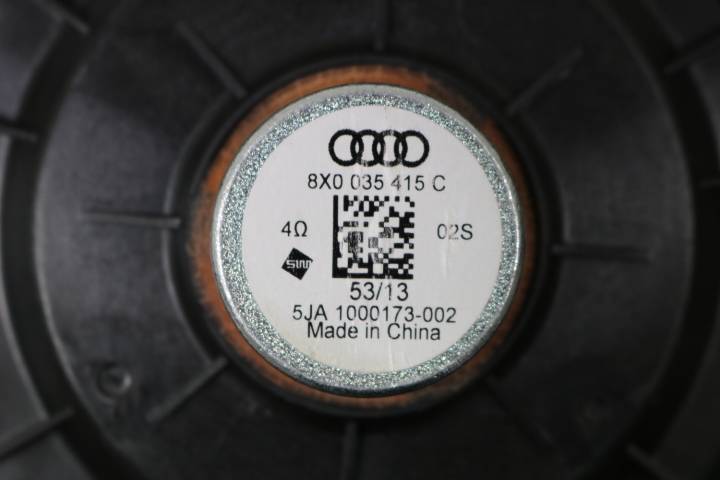 8X0 035 415 C
4Ω 02S
53/13
5JA 1000173-002
Made in China